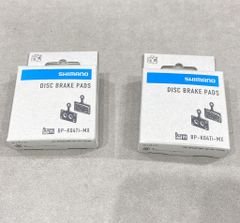 SHIMANO
DISC BRAKE PADS
BP-K04Ti-MX
SHIMANO
DISC BRAKE PADS
BP-K04Ti-MX